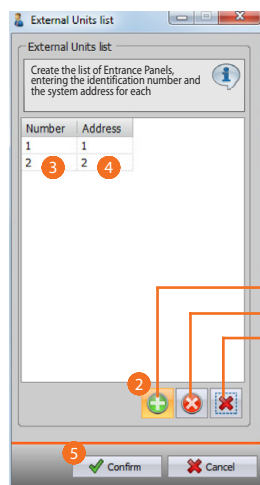 External Units list
External Units list
Create the list of Entrance Panels,
entering the identification number and
the system address for each
Number Address
1 1
2 2
3 4
2
5
Confirm Cancel